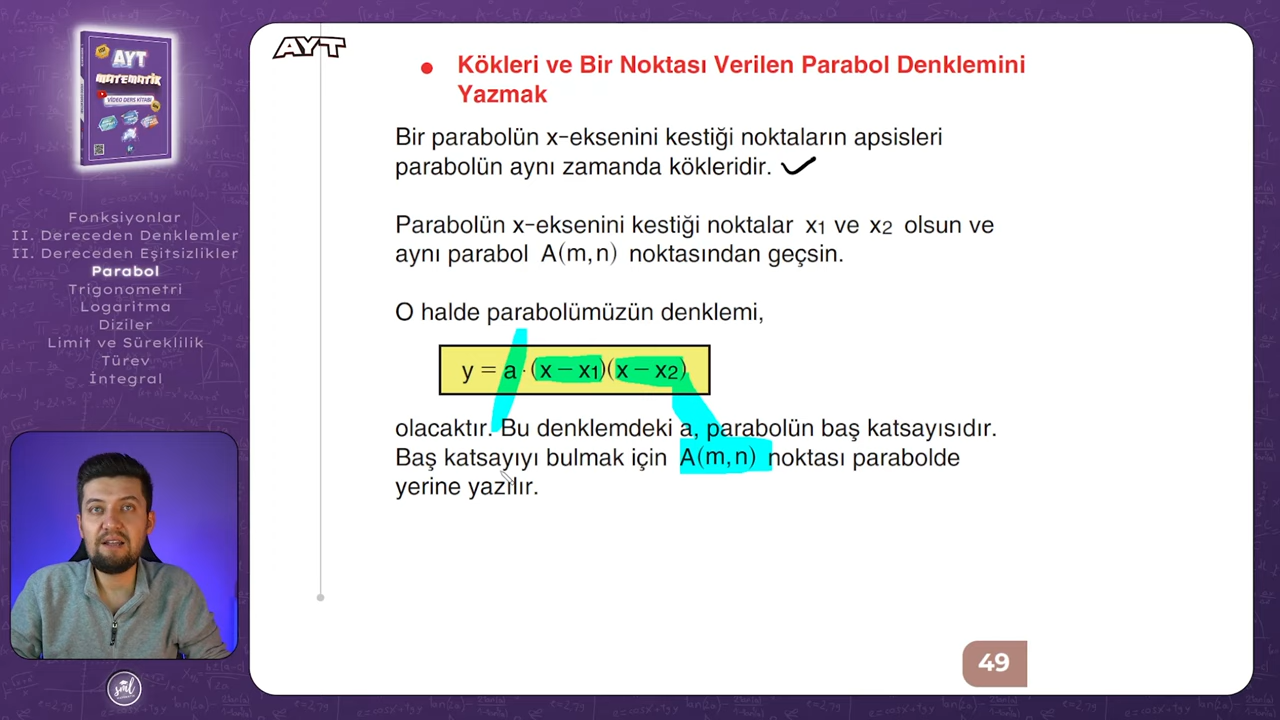 AYT
MATEMATİK
VİDEO DERS KİTABI
Fonksiyonlar
II. Dereceden Denklemler
II. Dereceden Eşitsizlikler
Parabol
Trigonometri
Logaritma
Diziler
Limit ve Süreklilik
Türev
İntegral
sml
AYT
• Kökleri ve Bir Noktası Verilen Parabol Denklemini
Yazmak
Bir parabolün x-eksenini kestiği noktaların apsisleri
parabolün aynı zamanda kökleridir.
Parabolün x-eksenini kestiği noktalar x₁ ve x₂ olsun ve
aynı parabol A(m,n) noktasından geçsin.
O halde parabolümüzün denklemi,
y = a·(x − x₁)(x − x₂)
olacaktır. Bu denklemdeki a, parabolün baş katsayısıdır.
Baş katsayıyı bulmak için A(m,n) noktası parabolde
yerine yazılır.
49